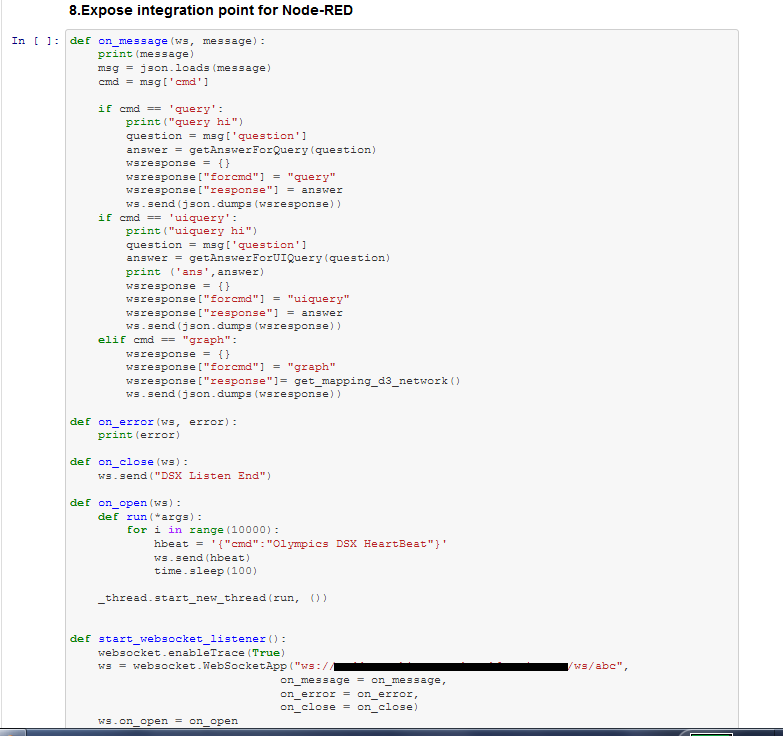 8.Expose integration point for Node-RED
In [ ]: def on_message(ws, message):
    print(message)
    msg = json.loads(message)
    cmd = msg['cmd']

    if cmd == 'query':
        print("query hi")
        question = msg['question']
        answer = getAnswerForQuery(question)
        wsresponse = {}
        wsresponse["forcmd"] = "query"
        wsresponse["response"] = answer
        ws.send(json.dumps(wsresponse))
    if cmd == 'uiquery':
        print("uiquery hi")
        question = msg['question']
        answer = getAnswerForUIQuery(question)
        print ('ans',answer)
        wsresponse = {}
        wsresponse["forcmd"] = "uiquery"
        wsresponse["response"] = answer
        ws.send(json.dumps(wsresponse))
    elif cmd == "graph":
        wsresponse = {}
        wsresponse["forcmd"] = "graph"
        wsresponse["response"]= get_mapping_d3_network()
        ws.send(json.dumps(wsresponse))

def on_error(ws, error):
    print(error)

def on_close(ws):
    ws.send("DSX Listen End")

def on_open(ws):
    def run(*args):
        for i in range(10000):
            hbeat = '{"cmd":"Olympics DSX HeartBeat"}'
            ws.send(hbeat)
            time.sleep(100)

    _thread.start_new_thread(run, ())


def start_websocket_listener():
    websocket.enableTrace(True)
    ws = websocket.WebSocketApp("ws:///ws/abc",
                              on_message = on_message,
                              on_error = on_error,
                              on_close = on_close)
    ws.on_open = on_open